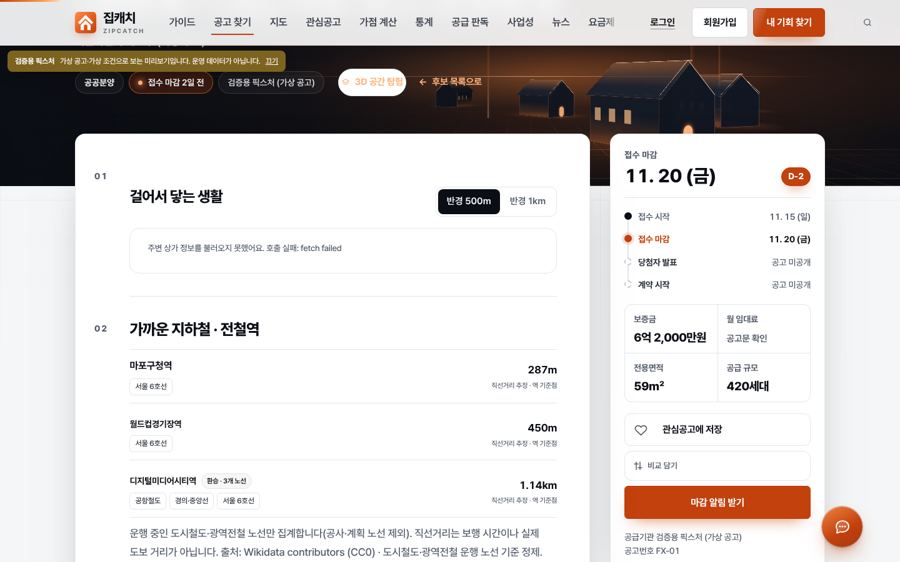 집캐치
ZIPCATCH
가이드 공고 찾기 지도 관심공고 가점 계산 통계 공급 판독 사업성 뉴스 요금제
로그인 회원가입 내 기회 찾기
검증용 픽스처 가상 공고·가상 조건으로 보는 미리보기입니다. 운영 데이터가 아닙니다. 끄기
공공분양 접수 마감 2일 전 검증용 픽스처 (가상 공고) 3D 공간 탐험 ← 후보 목록으로
01
걸어서 닿는 생활
반경 500m 반경 1km
주변 상가 정보를 불러오지 못했어요. 호출 실패: fetch failed
02
가까운 지하철 · 전철역
마포구청역
서울 6호선
287m
직선거리 추정 · 역 기준점
월드컵경기장역
서울 6호선
450m
직선거리 추정 · 역 기준점
디지털미디어시티역 환승 · 3개 노선
공항철도 경의·중앙선 서울 6호선
1.14km
직선거리 추정 · 역 기준점
운행 중인 도시철도·광역전철 노선만 집계합니다(공사·계획 노선 제외). 직선거리는 보행 시간이나 실제
도보 거리가 아닙니다. 출처: Wikidata contributors (CC0) · 도시철도·광역전철 운행 노선 기준 정제.
접수 마감
11. 20 (금) D-2
접수 시작 11. 15 (일)
접수 마감 11. 20 (금)
당첨자 발표 공고 미공개
계약 시작 공고 미공개
보증금
6억 2,000만원
월 임대료
공고문 확인
전용면적
59m²
공급 규모
420세대
관심공고에 저장
비교 담기
마감 알림 받기
공급기관 검증용 픽스처 (가상 공고)
공고번호 FX-01